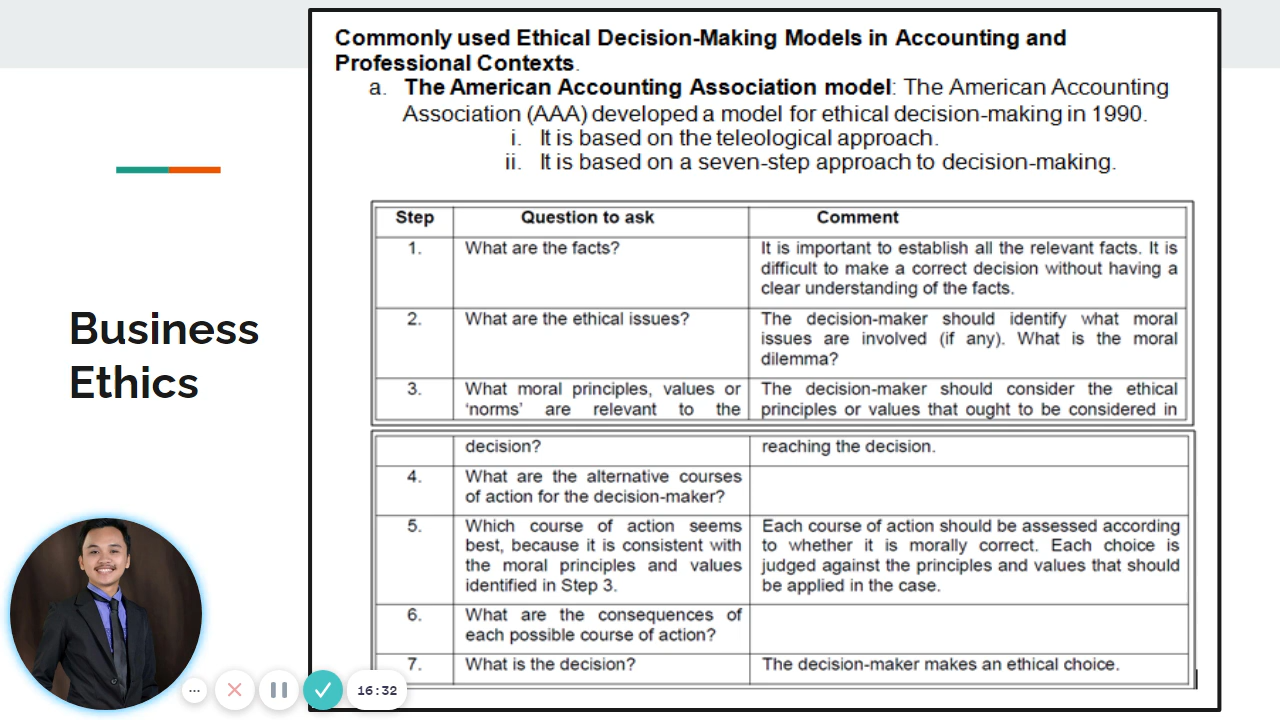 Commonly used Ethical Decision-Making Models in Accounting and
Professional Contexts.
a. The American Accounting Association model: The American Accounting
Association (AAA) developed a model for ethical decision-making in 1990.
i. It is based on the teleological approach.
ii. It is based on a seven-step approach to decision-making.
Business
Ethics
Step Question to ask Comment
1. What are the facts? It is important to establish all the relevant facts. It is
difficult to make a correct decision without having a
clear understanding of the facts.
2. What are the ethical issues? The decision-maker should identify what moral
issues are involved (if any). What is the moral
dilemma?
3. What moral principles, values or The decision-maker should consider the ethical
‘norms’ are relevant to the principles or values that ought to be considered in
decision? reaching the decision.
4. What are the alternative courses
of action for the decision-maker?
5. Which course of action seems Each course of action should be assessed according
best, because it is consistent with to whether it is morally correct. Each choice is
the moral principles and values judged against the principles and values that should
identified in Step 3. be applied in the case.
6. What are the consequences of
each possible course of action?
7. What is the decision? The decision-maker makes an ethical choice.
16:32